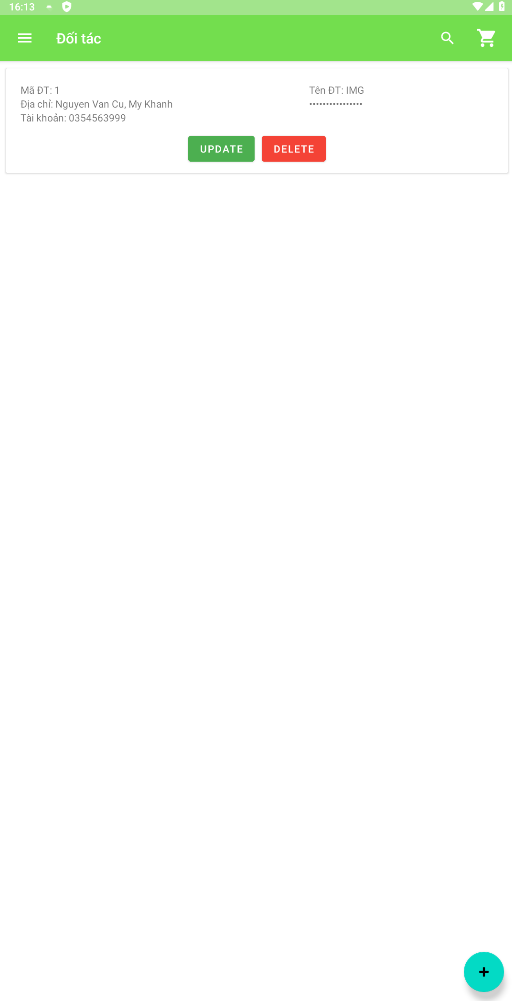 16:13
Đối tác
Mã ĐT: 1
Tên ĐT: IMG
Địa chỉ: Nguyen Van Cu, My Khanh
••••••••••••••••
Tài khoản: 0354563999
UPDATE
DELETE
+